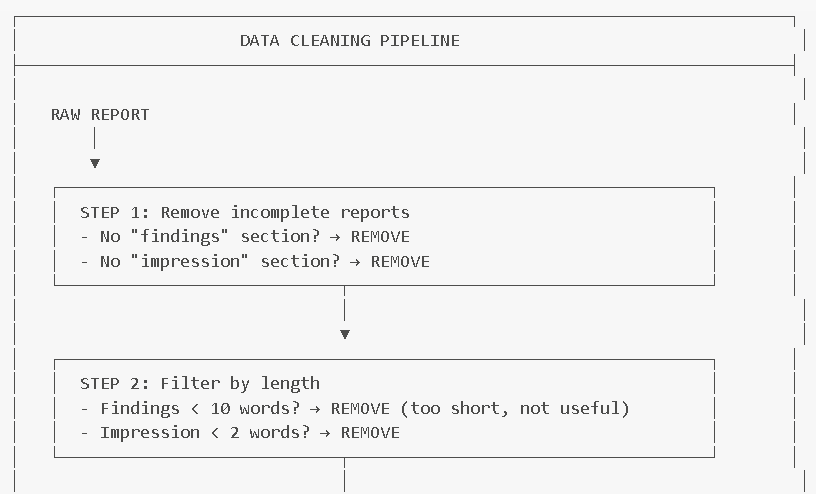 DATA CLEANING PIPELINE
RAW REPORT
STEP 1: Remove incomplete reports
- No "findings" section? → REMOVE
- No "impression" section? → REMOVE
STEP 2: Filter by length
- Findings < 10 words? → REMOVE (too short, not useful)
- Impression < 2 words? → REMOVE